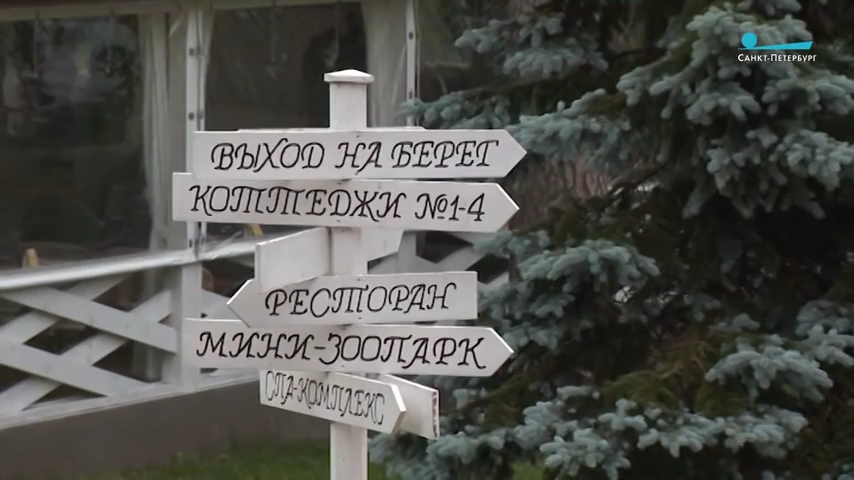 САНКТ-ПЕТЕРБУРГ
ВЫХОД НА БЕРЕГ
КОТТЕДЖИ №1-4
РЕСТОРАН
МИНИ-ЗООПАРК
СПА-КОМПЛЕКС